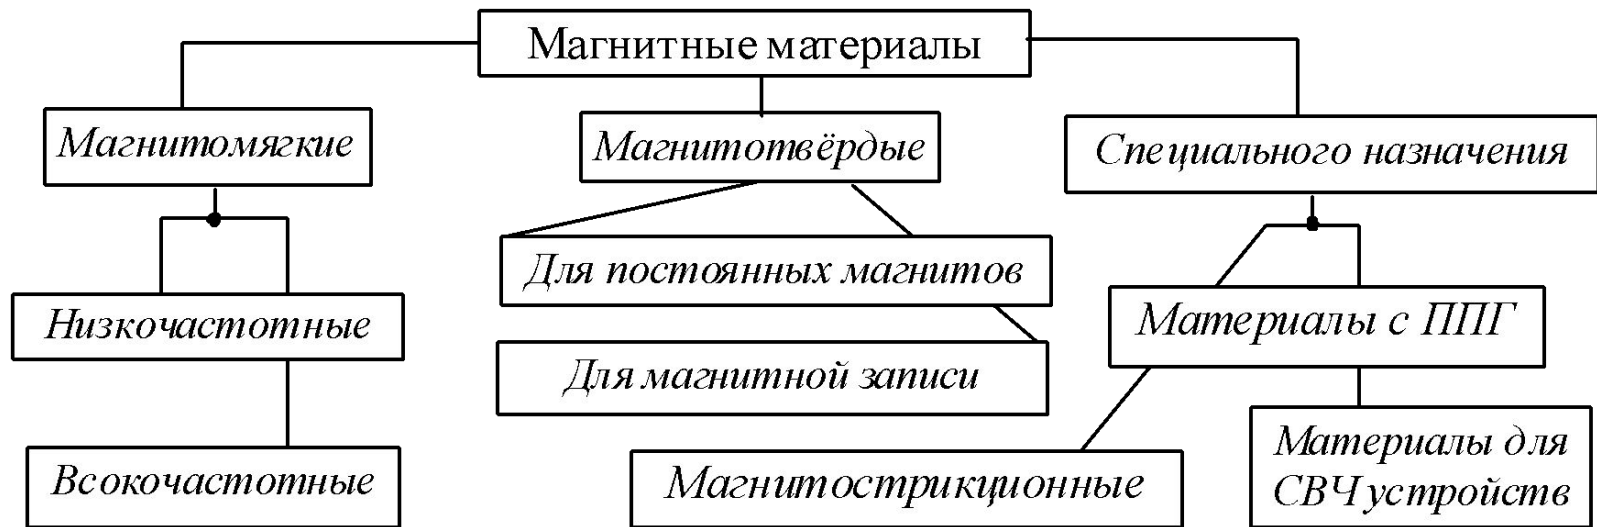 Магнитные материалы
Магнитомягкие
Магнитотвёрдые
Специального назначения
Для постоянных магнитов
Низкочастотные
Материалы с ППГ
Для магнитной записи
Всокочастотные
Магнитострикционные
Материалы для
СВЧ устройств